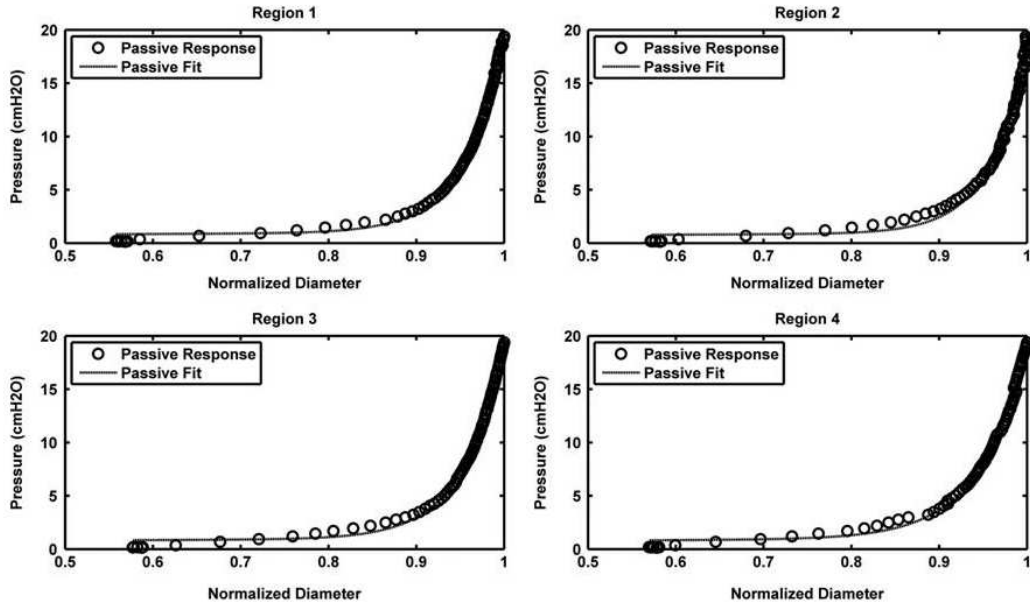 Region 1
20
15
10
5
0
Pressure (cmH2O)
Passive Response
Passive Fit
0.5 0.6 0.7 0.8 0.9 1
Normalized Diameter
Region 2
20
15
10
5
0
Pressure (cmH2O)
Passive Response
Passive Fit
0.5 0.6 0.7 0.8 0.9 1
Normalized Diameter
Region 3
20
15
10
5
0
Pressure (cmH2O)
Passive Response
Passive Fit
0.5 0.6 0.7 0.8 0.9 1
Normalized Diameter
Region 4
20
15
10
5
0
Pressure (cmH2O)
Passive Response
Passive Fit
0.5 0.6 0.7 0.8 0.9 1
Normalized Diameter